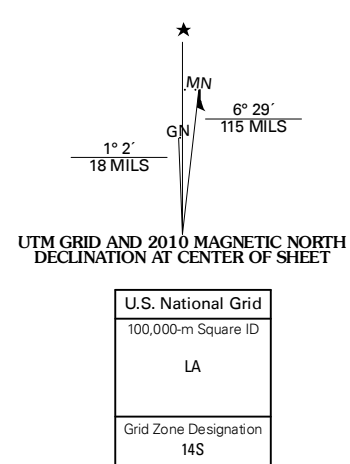 MN
6° 29´
115 MILS
GN
1° 2´
18 MILS
UTM GRID AND 2010 MAGNETIC NORTH
DECLINATION AT CENTER OF SHEET
U.S. National Grid
100,000-m Square ID
LA
Grid Zone Designation
14S